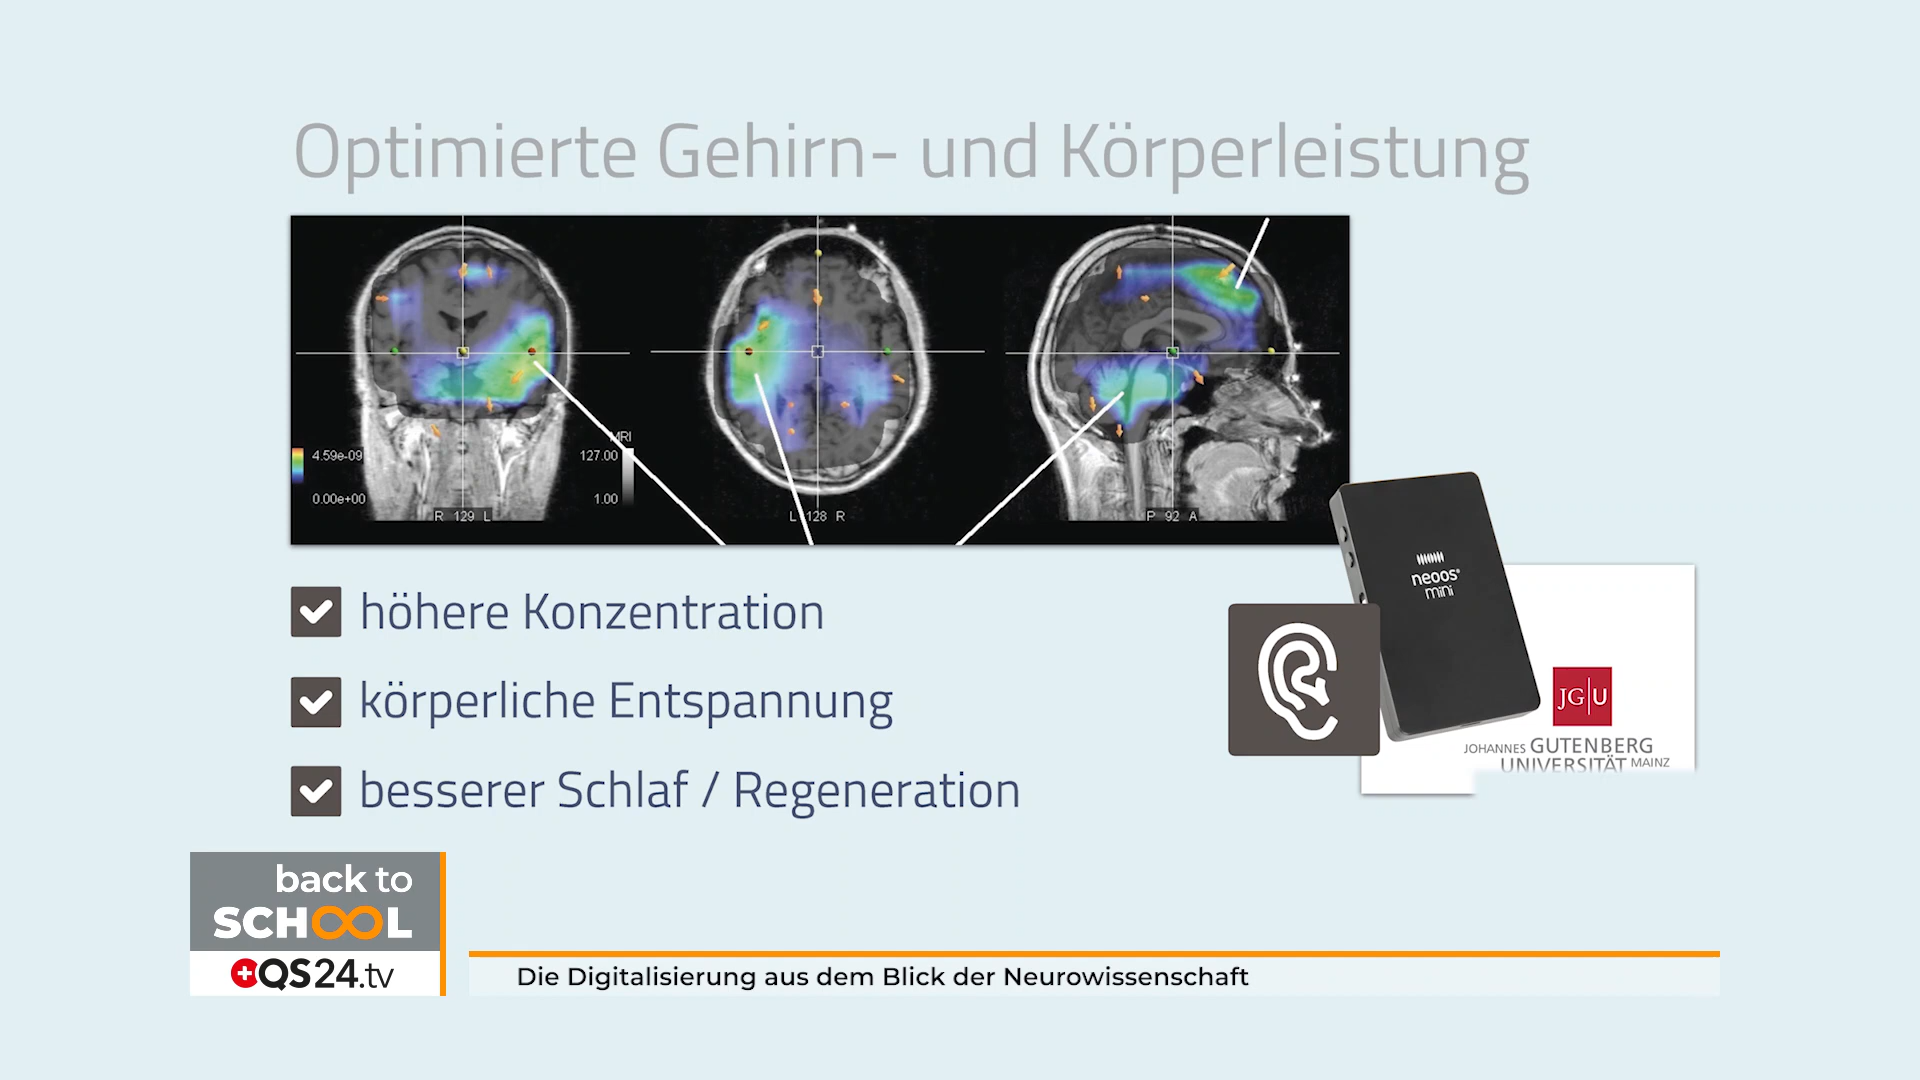 Optimierte Gehirn- und Körperleistung
4.59e-09
0.00e+00
R 129 L
MRI
127.00
1.00
L 128 R
P 92 A
höhere Konzentration
körperliche Entspannung
besserer Schlaf / Regeneration
neoos®
mini
JG|U
JOHANNES GUTENBERG
UNIVERSITÄT MAINZ
back to
SCHOOL
QS24.tv
Die Digitalisierung aus dem Blick der Neurowissenschaft